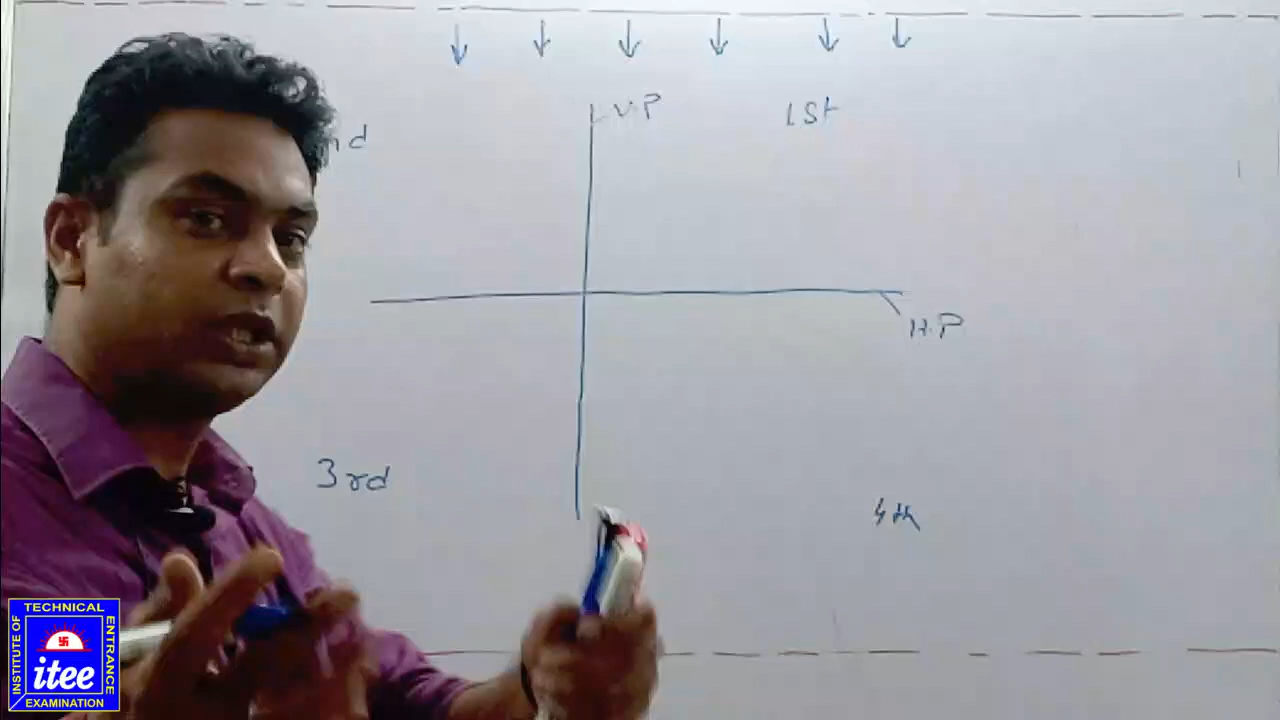 V.P
1st
nd
H.P
3rd
4th
TECHNICAL
INSTITUTE OF
ENTRANCE
itee
EXAMINATION